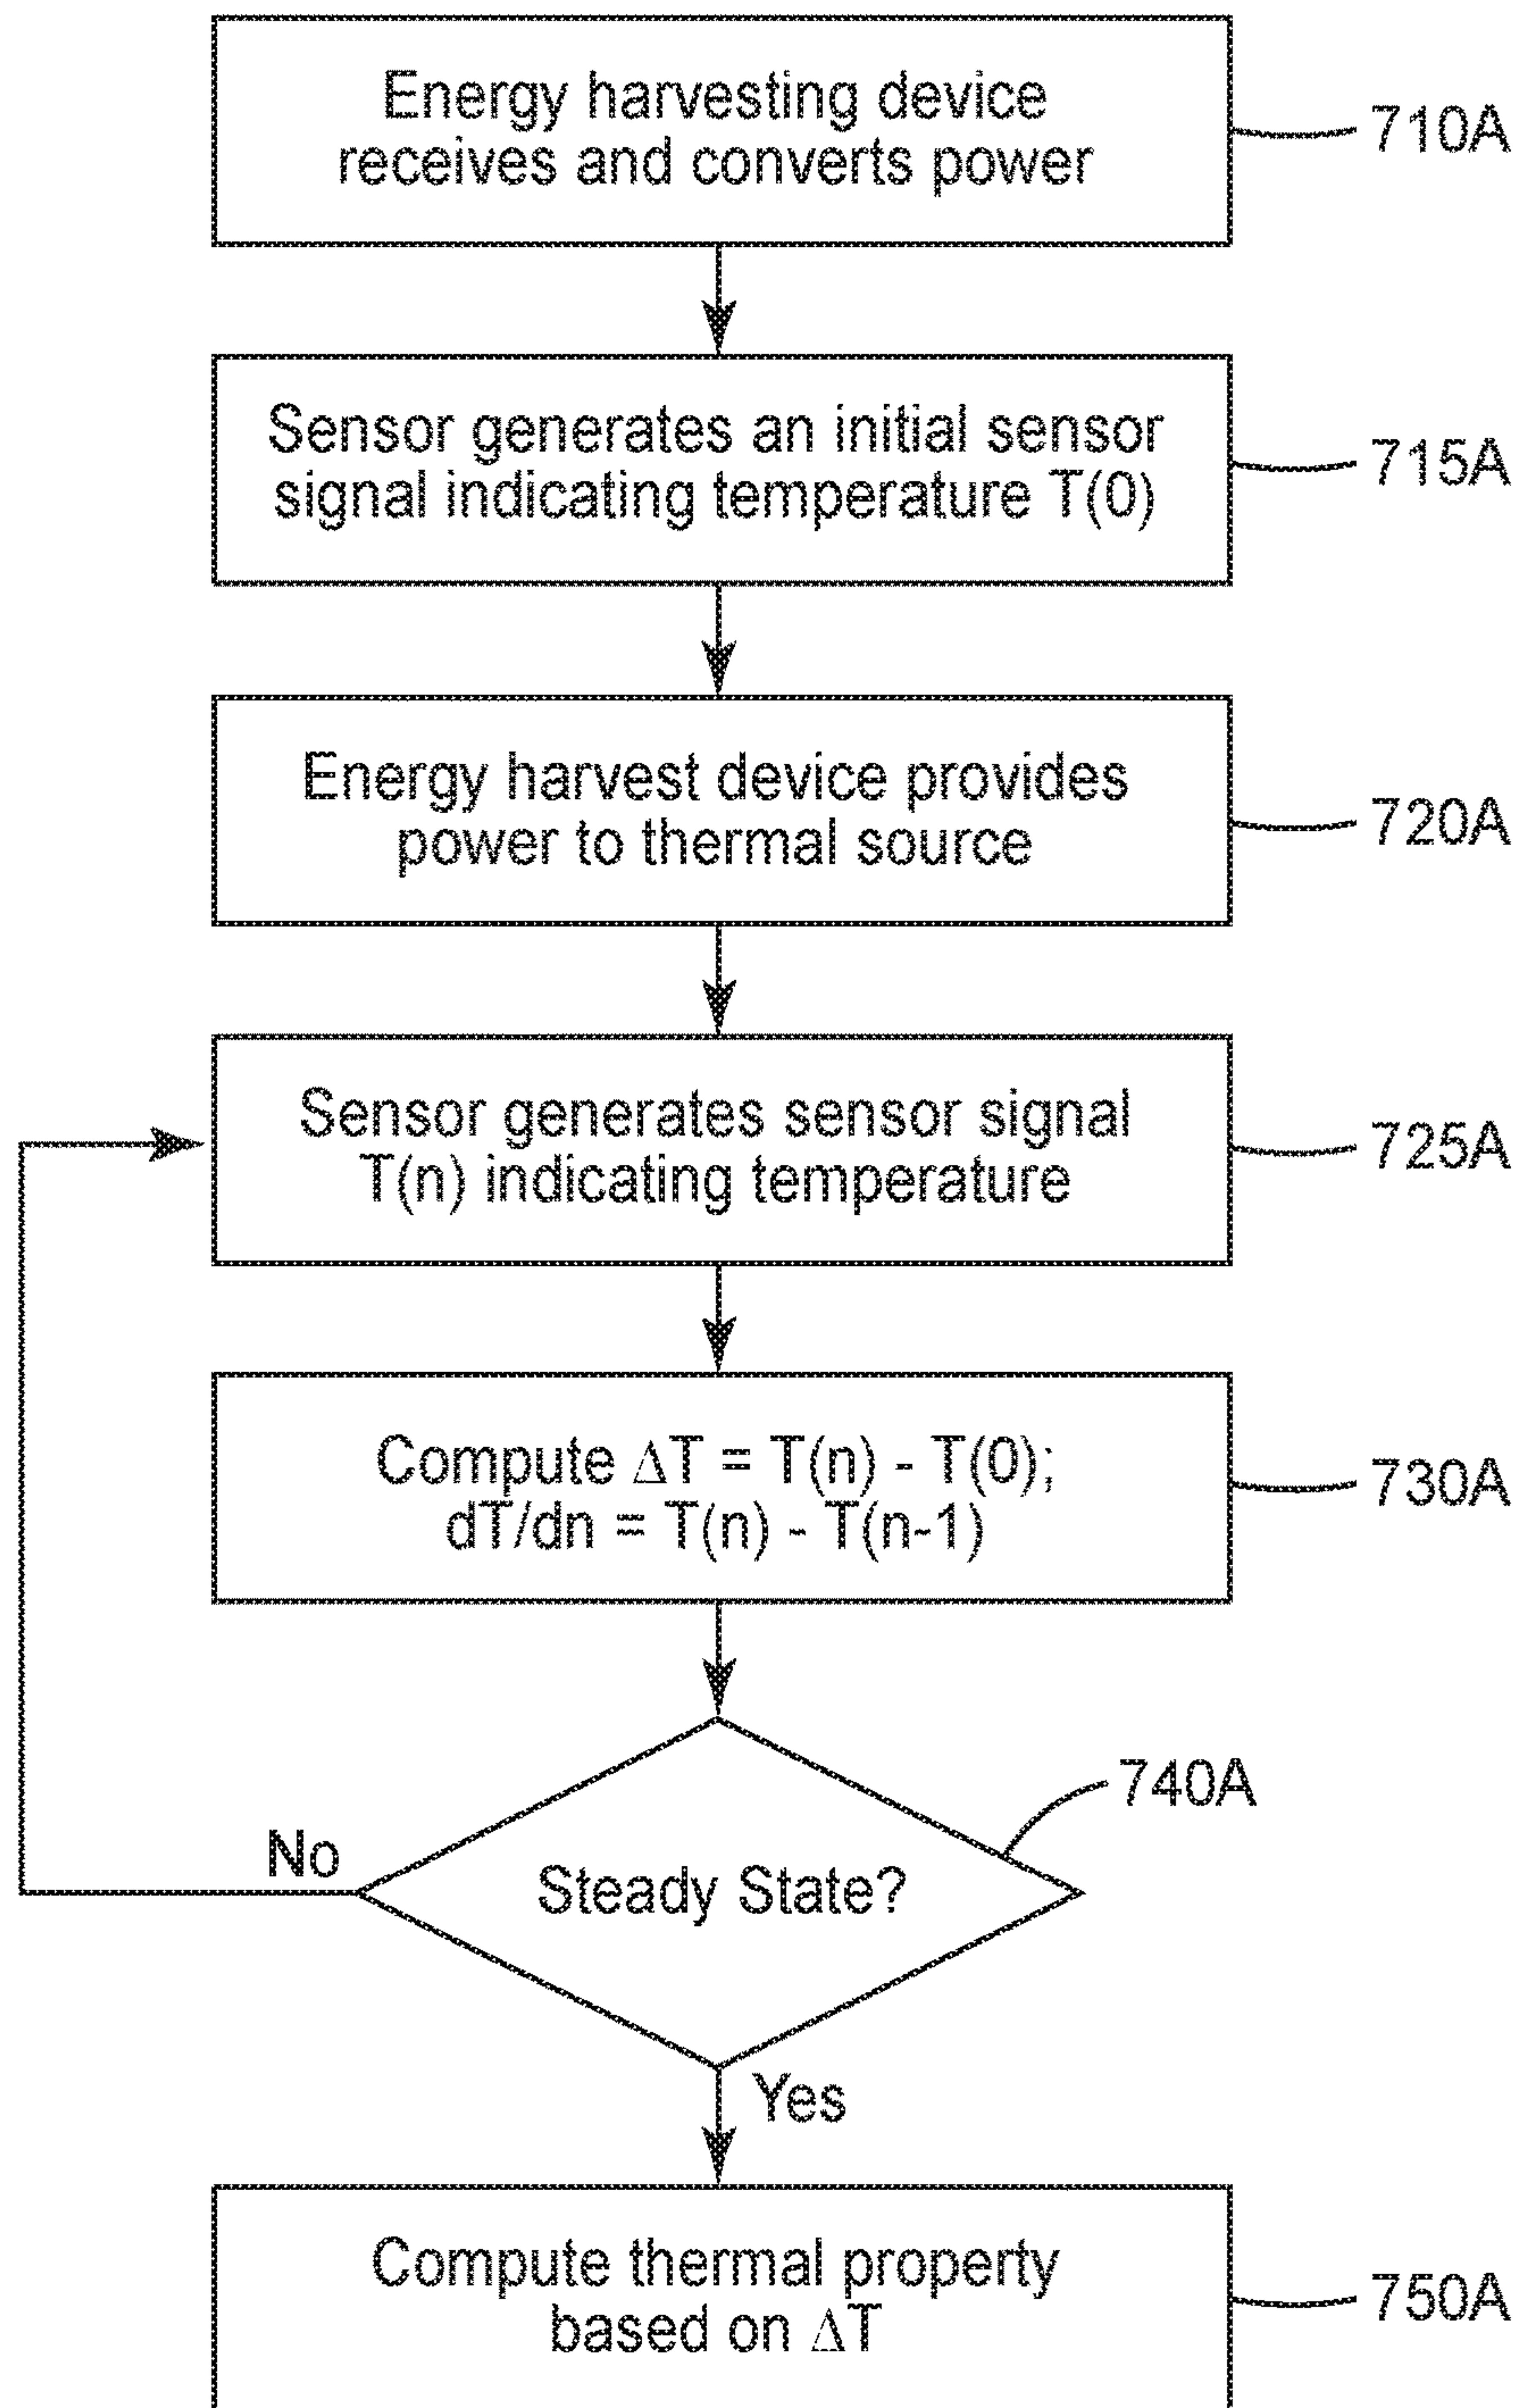 Energy harvesting device
receives and converts power
710A
Sensor generates an initial sensor
signal indicating temperature T(0)
715A
Energy harvest device provides
power to thermal source
720A
Sensor generates sensor signal
T(n) indicating temperature
725A
Compute ΔT = T(n) - T(0);
dT/dn = T(n) - T(n-1)
730A
740A
No
Steady State?
Yes
Compute thermal property
based on ΔT
750A